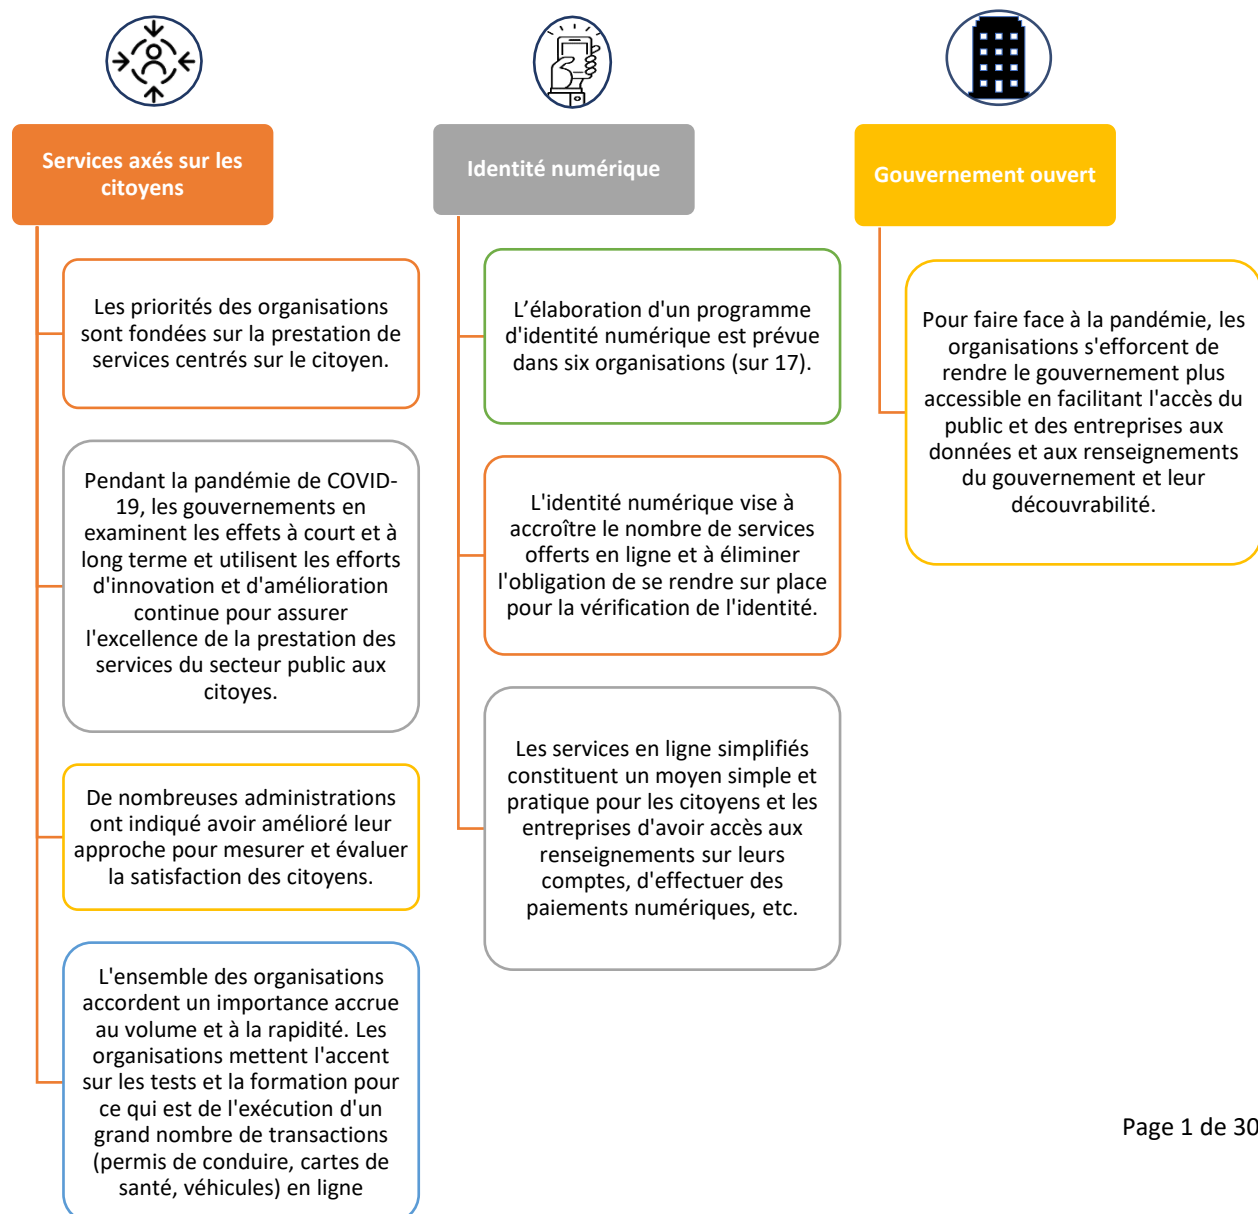 Services axés sur les
citoyens
Les priorités des organisations
sont fondées sur la prestation de
services centrés sur le citoyen.
Pendant la pandémie de COVID-
19, les gouvernements en
examinent les effets à court et à
long terme et utilisent les efforts
d'innovation et d'amélioration
continue pour assurer
l'excellence de la prestation des
services du secteur public aux
citoyes.
De nombreuses administrations
ont indiqué avoir amélioré leur
approche pour mesurer et évaluer
la satisfaction des citoyens.
L'ensemble des organisations
accordent un importance accrue
au volume et à la rapidité. Les
organisations mettent l'accent
sur les tests et la formation pour
ce qui est de l'exécution d'un
grand nombre de transactions
(permis de conduire, cartes de
santé, véhicules) en ligne
Identité numérique
L’élaboration d'un programme
d'identité numérique est prévue
dans six organisations (sur 17).
L'identité numérique vise à
accroître le nombre de services
offerts en ligne et à éliminer
l'obligation de se rendre sur place
pour la vérification de l'identité.
Les services en ligne simplifiés
constituent un moyen simple et
pratique pour les citoyens et les
entreprises d'avoir accès aux
renseignements sur leurs
comptes, d'effectuer des
paiements numériques, etc.
Gouvernement ouvert
Pour faire face à la pandémie, les
organisations s'efforcent de
rendre le gouvernement plus
accessible en facilitant l'accès du
public et des entreprises aux
données et aux renseignements
du gouvernement et leur
découvrabilité.
Page 1 de 30